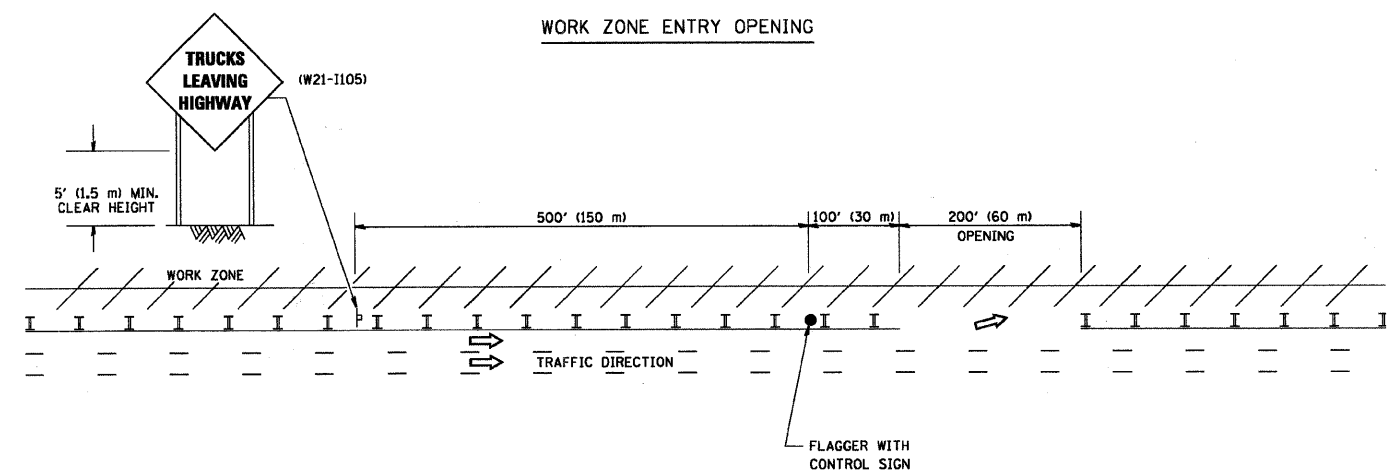 WORK ZONE ENTRY OPENING
TRUCKS
LEAVING
HIGHWAY
(W21-I105)
5' (1.5 m) MIN.
CLEAR HEIGHT
500' (150 m)
100' (30 m)
200' (60 m)
OPENING
WORK ZONE
TRAFFIC DIRECTION
FLAGGER WITH
CONTROL SIGN